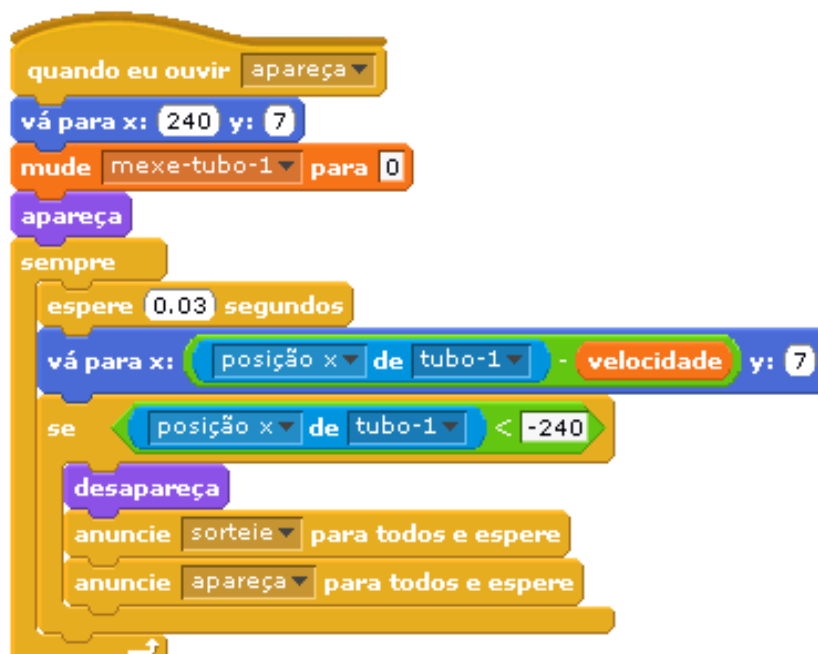 quando eu ouvir apareça
vá para x: 240 y: 7
mude mexe-tubo-1 para 0
apareça
sempre
espere 0.03 segundos
vá para x: posição x de tubo-1 - velocidade y: 7
se posição x de tubo-1 < -240
desapareça
anuncie sorteie para todos e espere
anuncie apareça para todos e espere